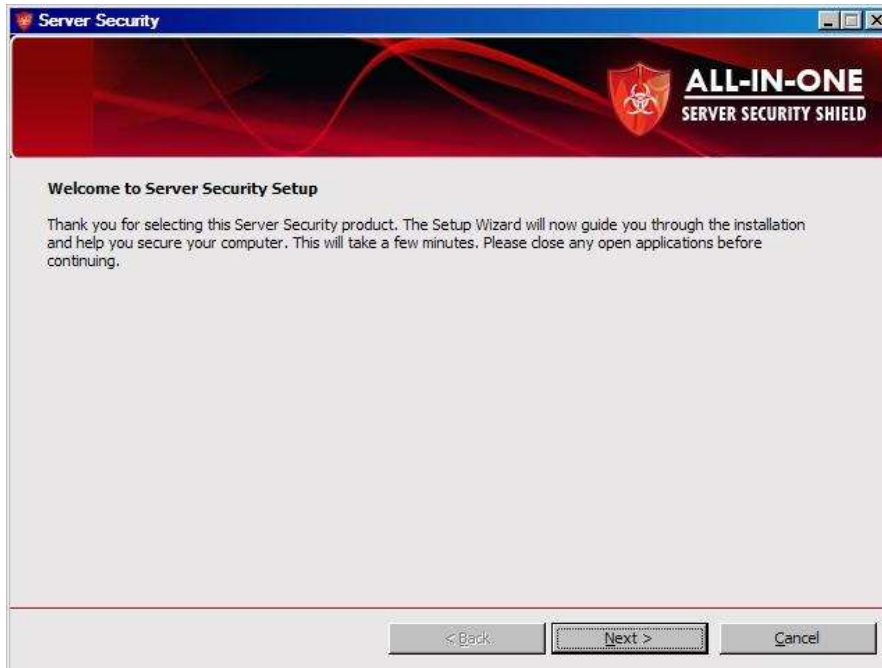 Server Security
ALL-IN-ONE
SERVER SECURITY SHIELD
Welcome to Server Security Setup
Thank you for selecting this Server Security product. The Setup Wizard will now guide you through the installation
and help you secure your computer. This will take a few minutes. Please close any open applications before
continuing.
< Back
Next >
Cancel